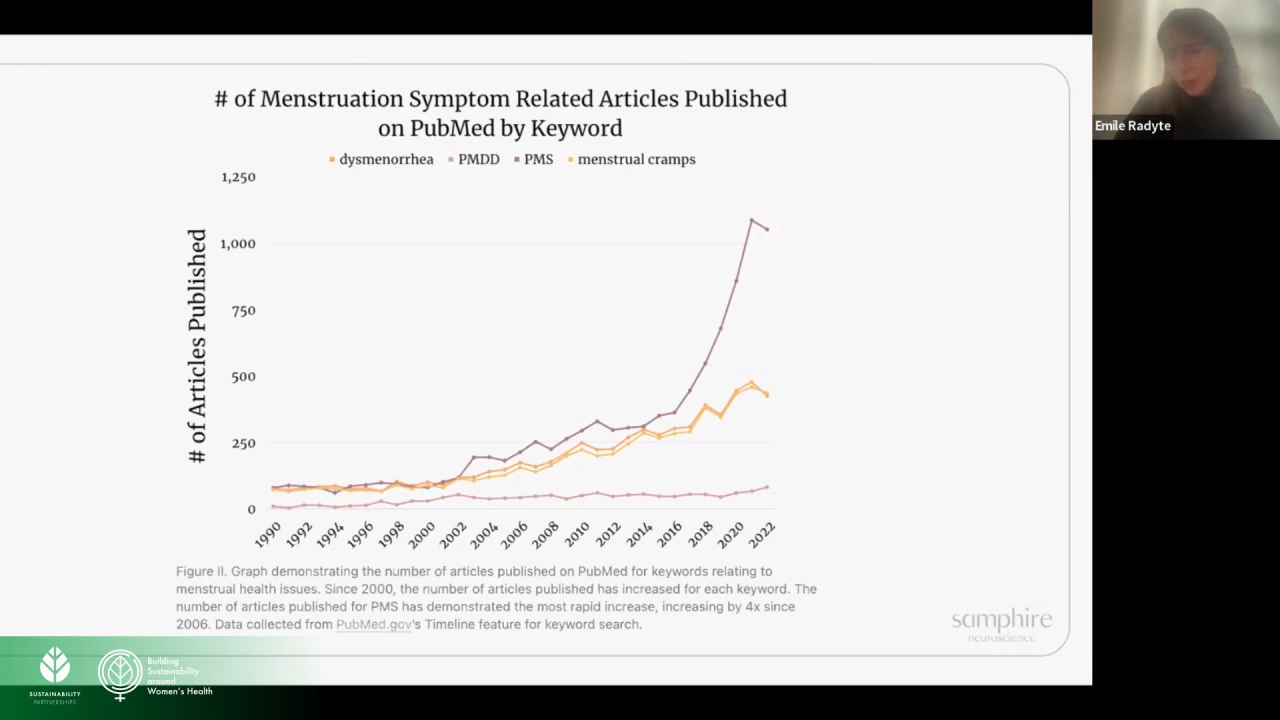 # of Menstruation Symptom Related Articles Published
on PubMed by Keyword
dysmenorrhea PMDD PMS menstrual cramps
# of Articles Published
1,250
1,000
750
500
250
0
1990 1992 1994 1996 1998 2000 2002 2004 2006 2008 2010 2012 2014 2016 2018 2020 2022
Figure II. Graph demonstrating the number of articles published on PubMed for keywords relating to
menstrual health issues. Since 2000, the number of articles published has increased for each keyword. The
number of articles published for PMS has demonstrated the most rapid increase, increasing by 4x since
2006. Data collected from PubMed.gov's Timeline feature for keyword search.
samphire
neuroscience
Emile Radyte
SUSTAINABILITY
PARTNERSHIPS
Building
Sustainability
around
Women's Health